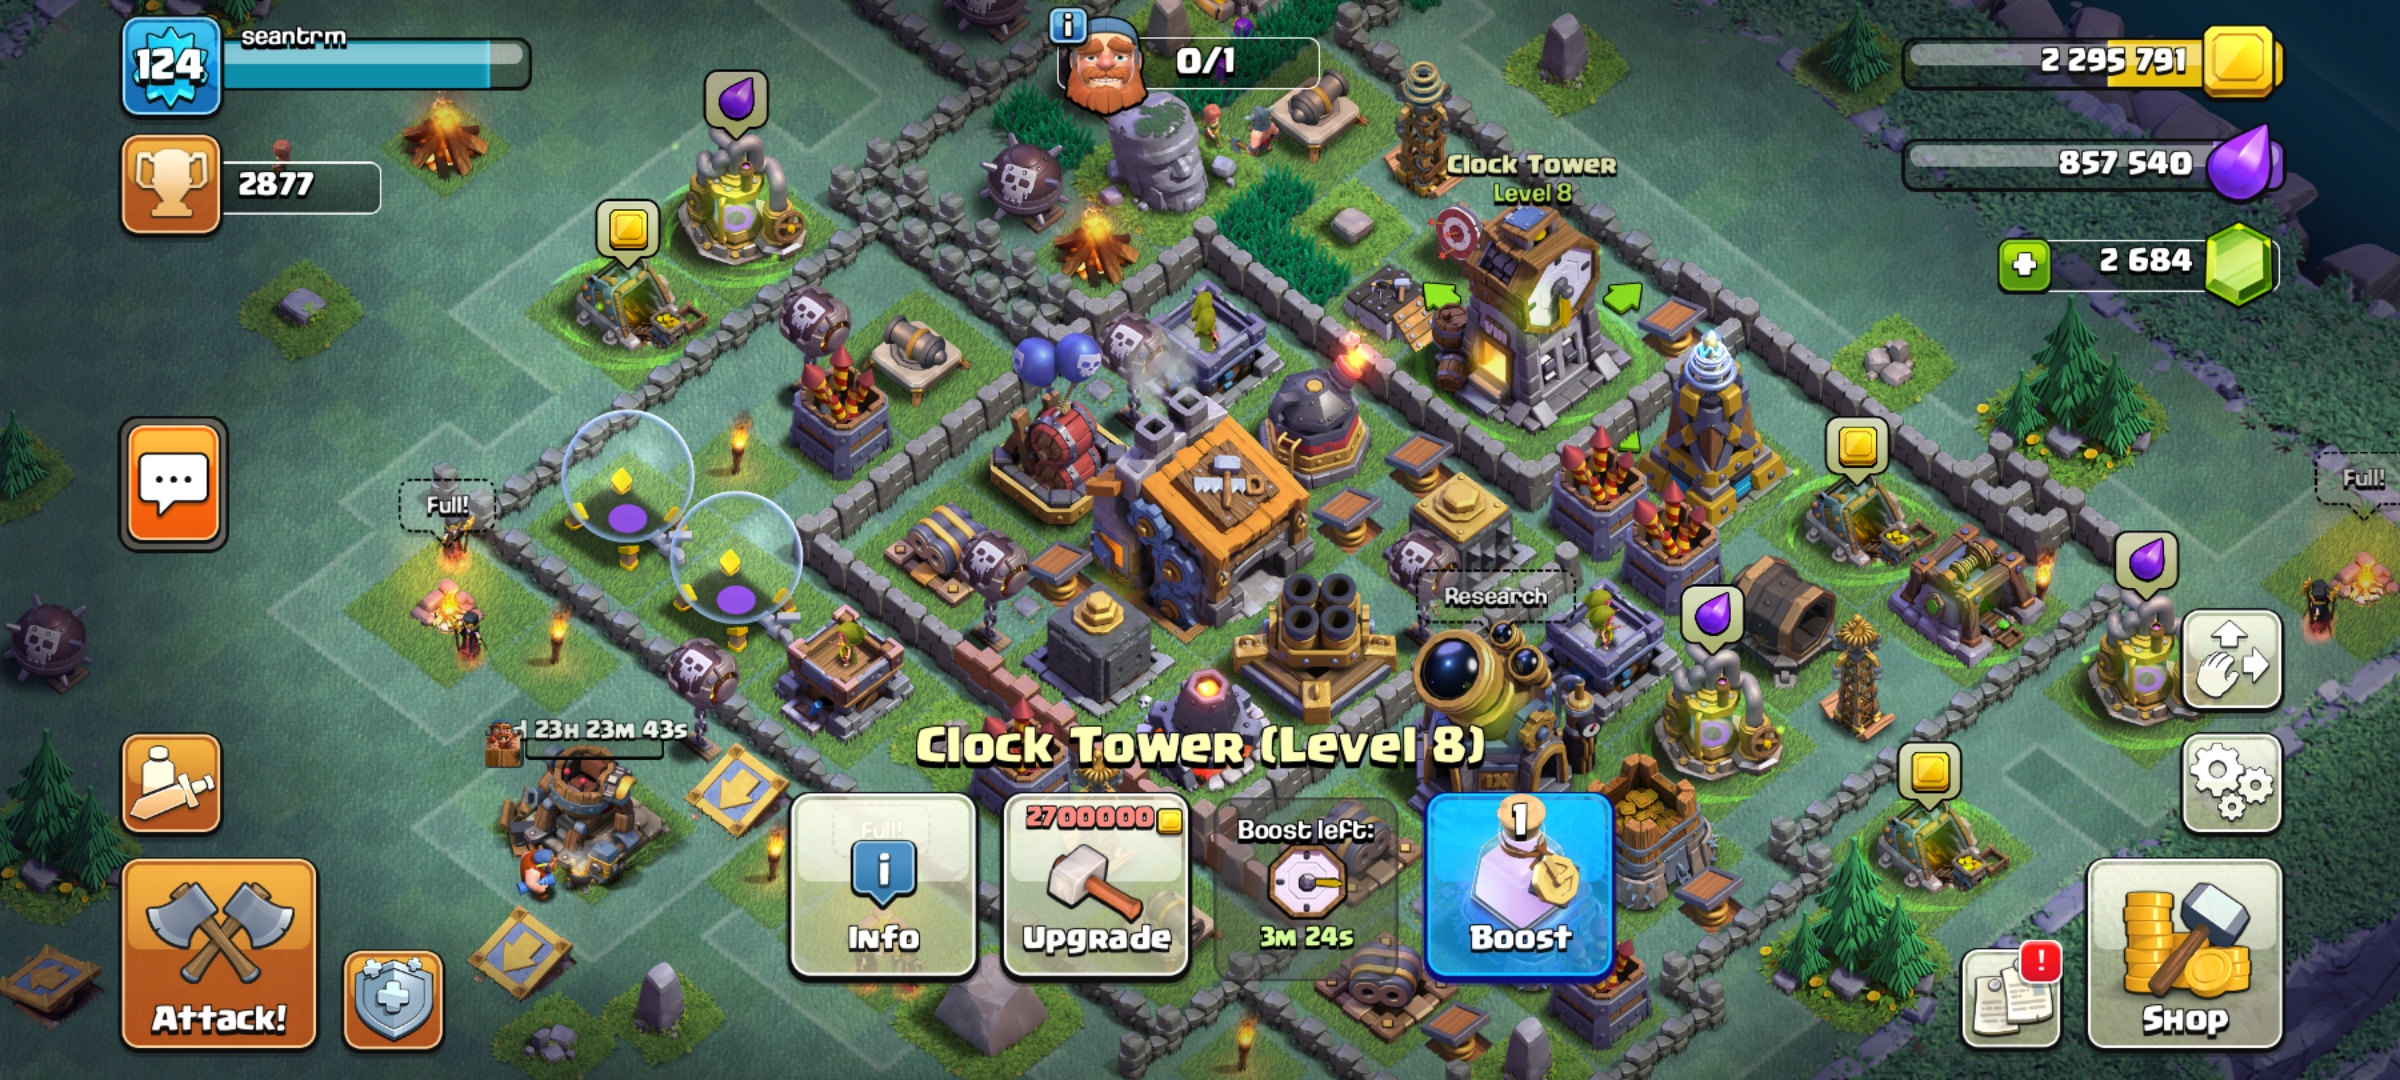 124
seantrm
0/1
2 295 791
857 540
2 684
2877
Clock Tower
Level 8
Full!
Full!
Research
23H 23M 43s
Clock Tower (Level 8)
Full!
Info
2700000
Upgrade
Boost left:
3M 24s
1
Boost
Attack!
!
Shop